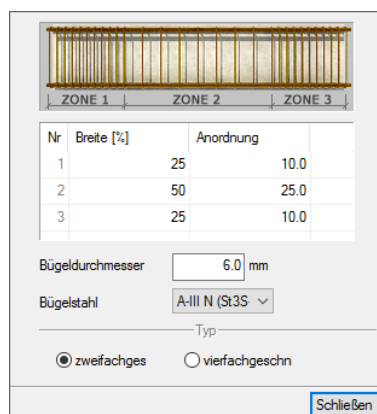 ZONE 1 ZONE 2 ZONE 3
Nr Breite [%] Anordnung
1 25 10.0
2 50 25.0
3 25 10.0
Bügeldurchmesser 6.0 mm
Bügelstahl A-III N (St3S-
Typ
zweifachges vierfachgeschn
Schließen